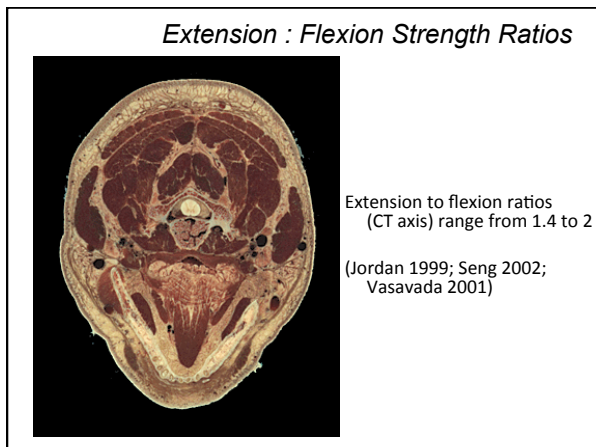 Extension : Flexion Strength Ratios
Extension to flexion ratios
(CT axis) range from 1.4 to 2
(Jordan 1999; Seng 2002;
Vasavada 2001)